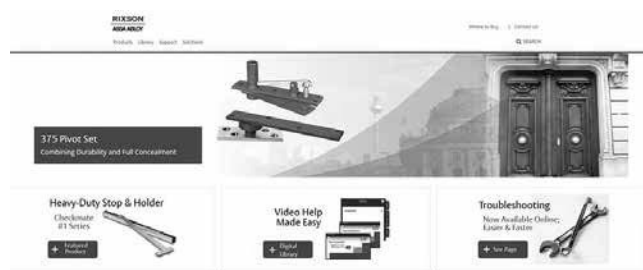 RIXSON
ASSA ABLOY
Where to Buy | Contact Us
Products Library Support Solutions
SEARCH
375 Pivot Set
Combining Durability and Full Concealment
Heavy-Duty Stop & Holder
Checkmate
#1 Series
+ Featured
Product
Video Help
Made Easy
+ Digital
Library
Troubleshooting
Now Available Online;
Easier & Faster
+ See Page